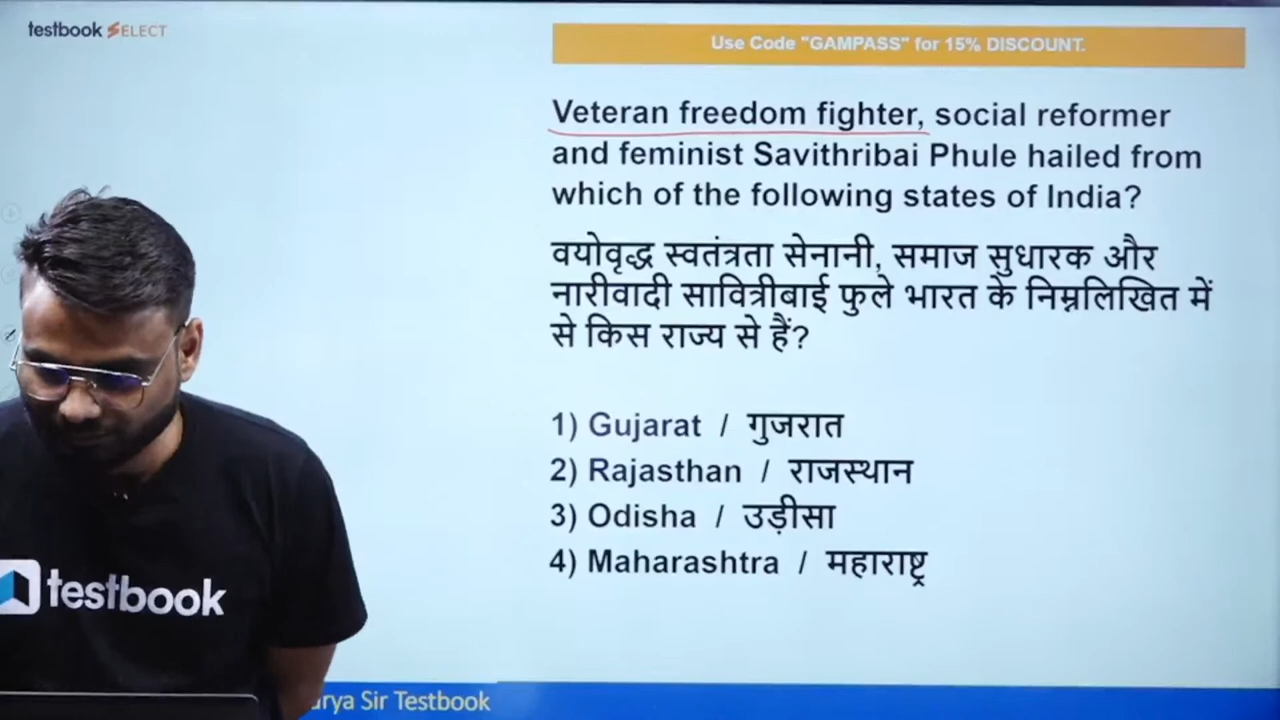 testbook SELECT
Use Code "GAMPASS" for 15% DISCOUNT.
Veteran freedom fighter, social reformer
and feminist Savithribai Phule hailed from
which of the following states of India?
वयोवृद्ध स्वतंत्रता सेनानी, समाज सुधारक और
नारीवादी सावित्रीबाई फुले भारत के निम्नलिखित में
से किस राज्य से हैं?
1) Gujarat / गुजरात
2) Rajasthan / राजस्थान
3) Odisha / उड़ीसा
4) Maharashtra / महाराष्ट्र
testbook
Sir Testbook